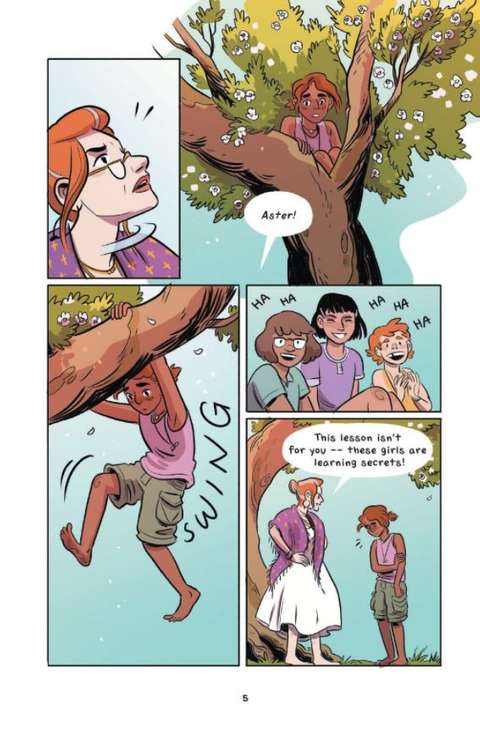 Aster!
SWING
HA HA
HA HA
HA
This lesson isn't
for you -- these girls are
learning secrets!
5